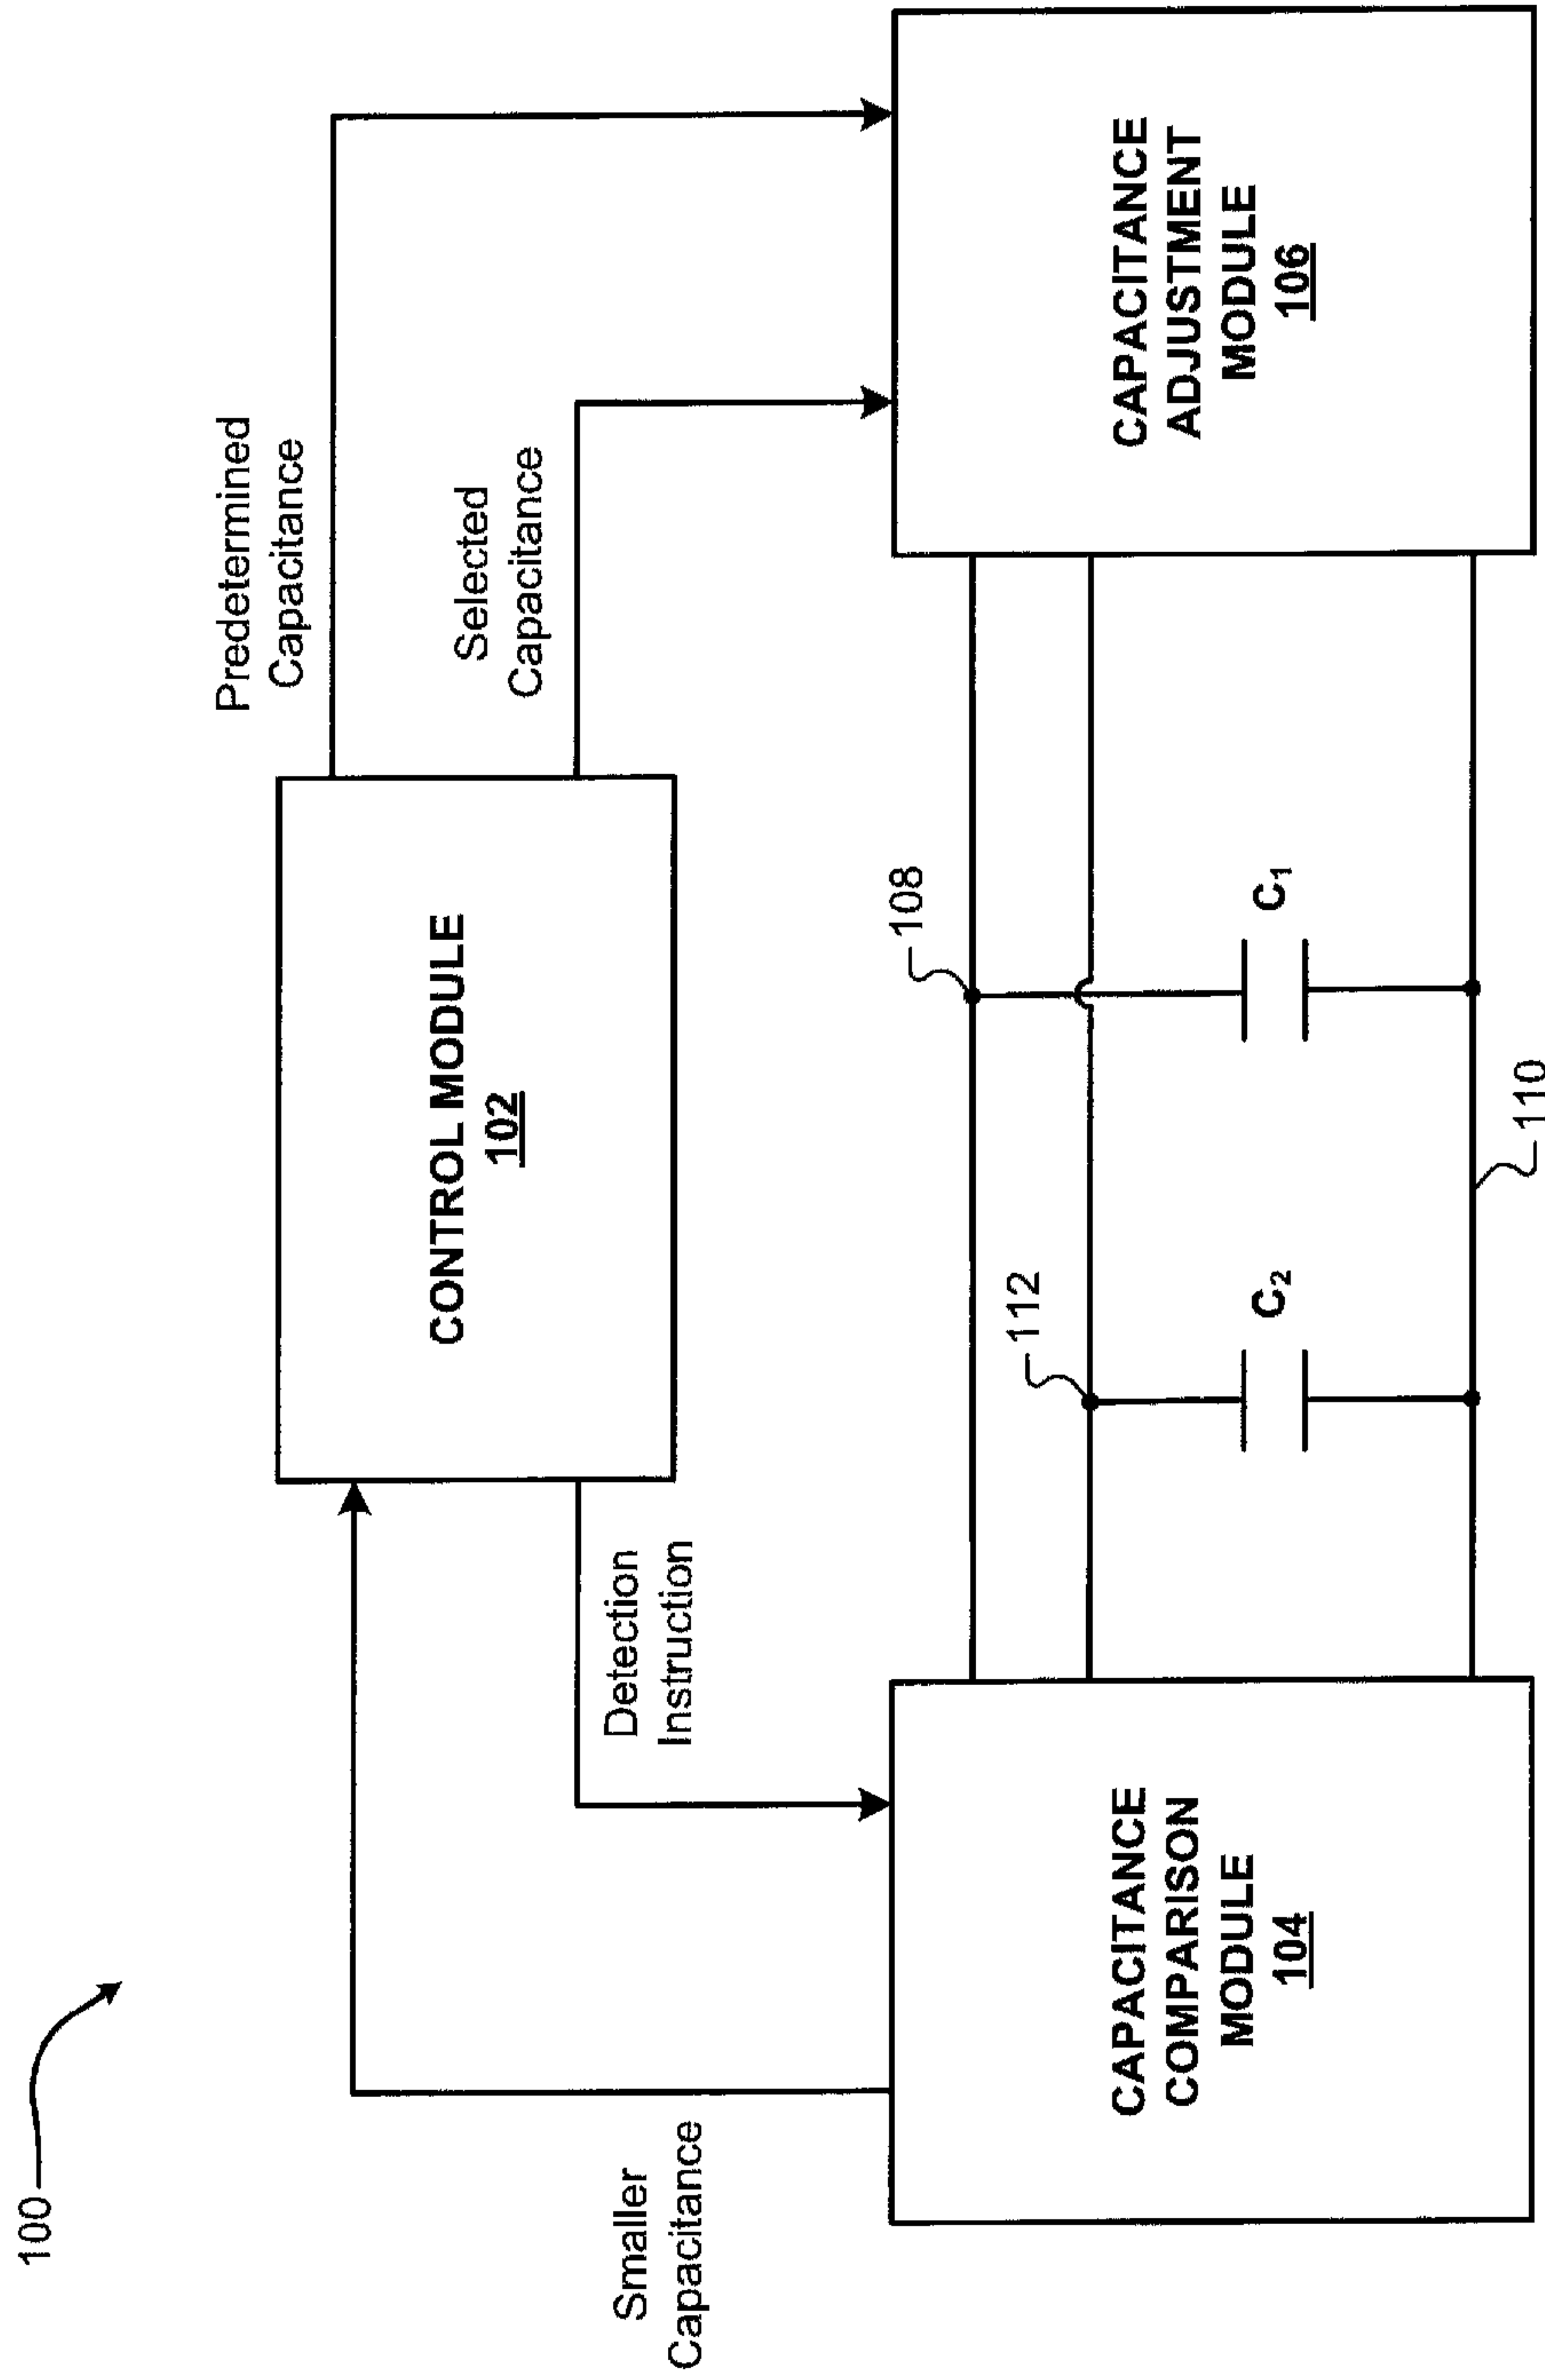 100
Predetermined
Capacitance
Selected
Capacitance
CONTROL MODULE
102
Smaller
Capacitance
Detection
Instruction
CAPACITANCE
COMPARISON
MODULE
104
112
108
C2
C1
110
CAPACITANCE
ADJUSTMENT
MODULE
106